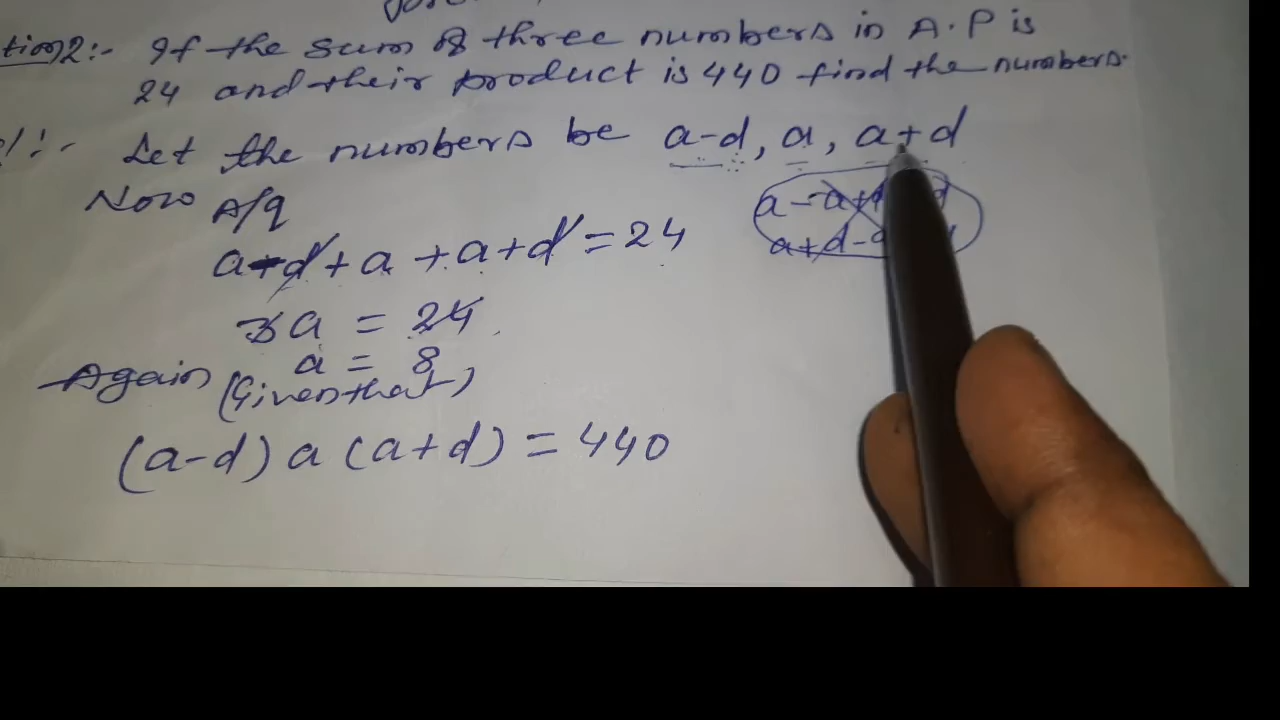 tion2:- If the sum of three numbers in A.P is
24 and their product is 440 find the numbers.
Let the numbers be a-d, a, a+d
Now A/q
a-d+a+a+d=24
3a = 24
a = 8
Again (Given that)
(a-d) a (a+d) = 440